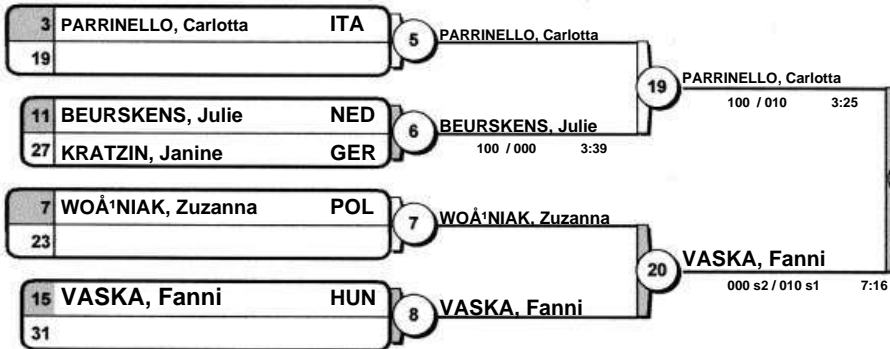 3 PARRINELLO, Carlotta ITA
19
5
PARRINELLO, Carlotta
11 BEURSKENS, Julie NED
27 KRATZIN, Janine GER
6
BEURSKENS, Julie
100 / 000 3:39
19
PARRINELLO, Carlotta
100 / 010 3:25
7 WOÅ¹NIAK, Zuzanna POL
23
7
WOÅ¹NIAK, Zuzanna
15 VASKA, Fanni HUN
31
8
VASKA, Fanni
20
VASKA, Fanni
000 s2 / 010 s1 7:16